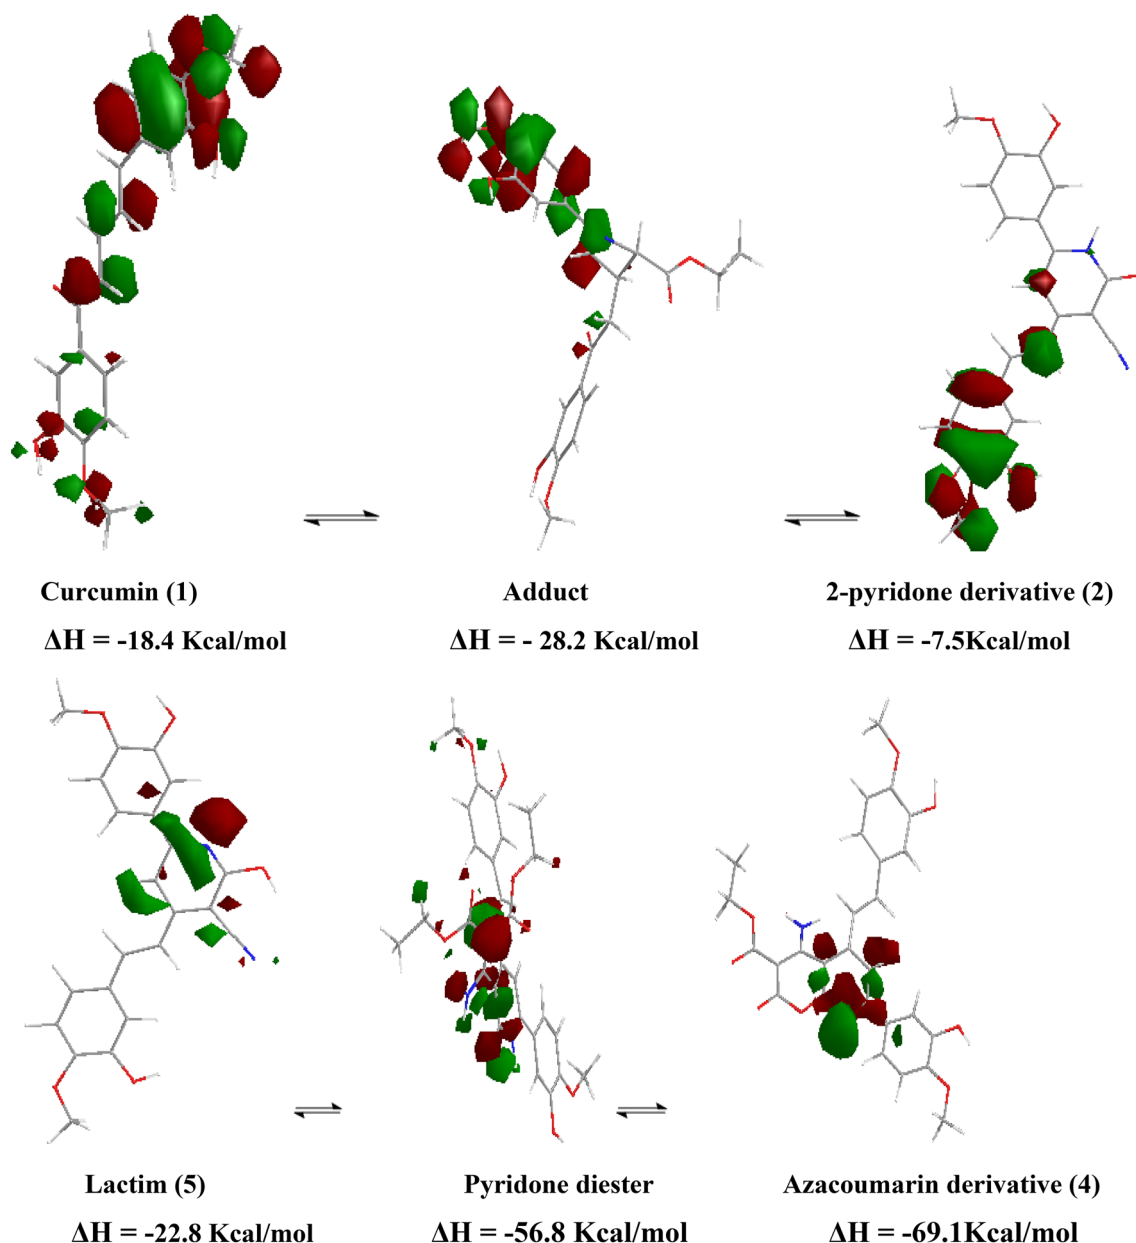 Curcumin (1) Adduct 2-pyridone derivative (2)
ΔH = -18.4 Kcal/mol ΔH = - 28.2 Kcal/mol ΔH = -7.5Kcal/mol
Lactim (5) Pyridone diester Azacoumarin derivative (4)
ΔH = -22.8 Kcal/mol ΔH = -56.8 Kcal/mol ΔH = -69.1Kcal/mol